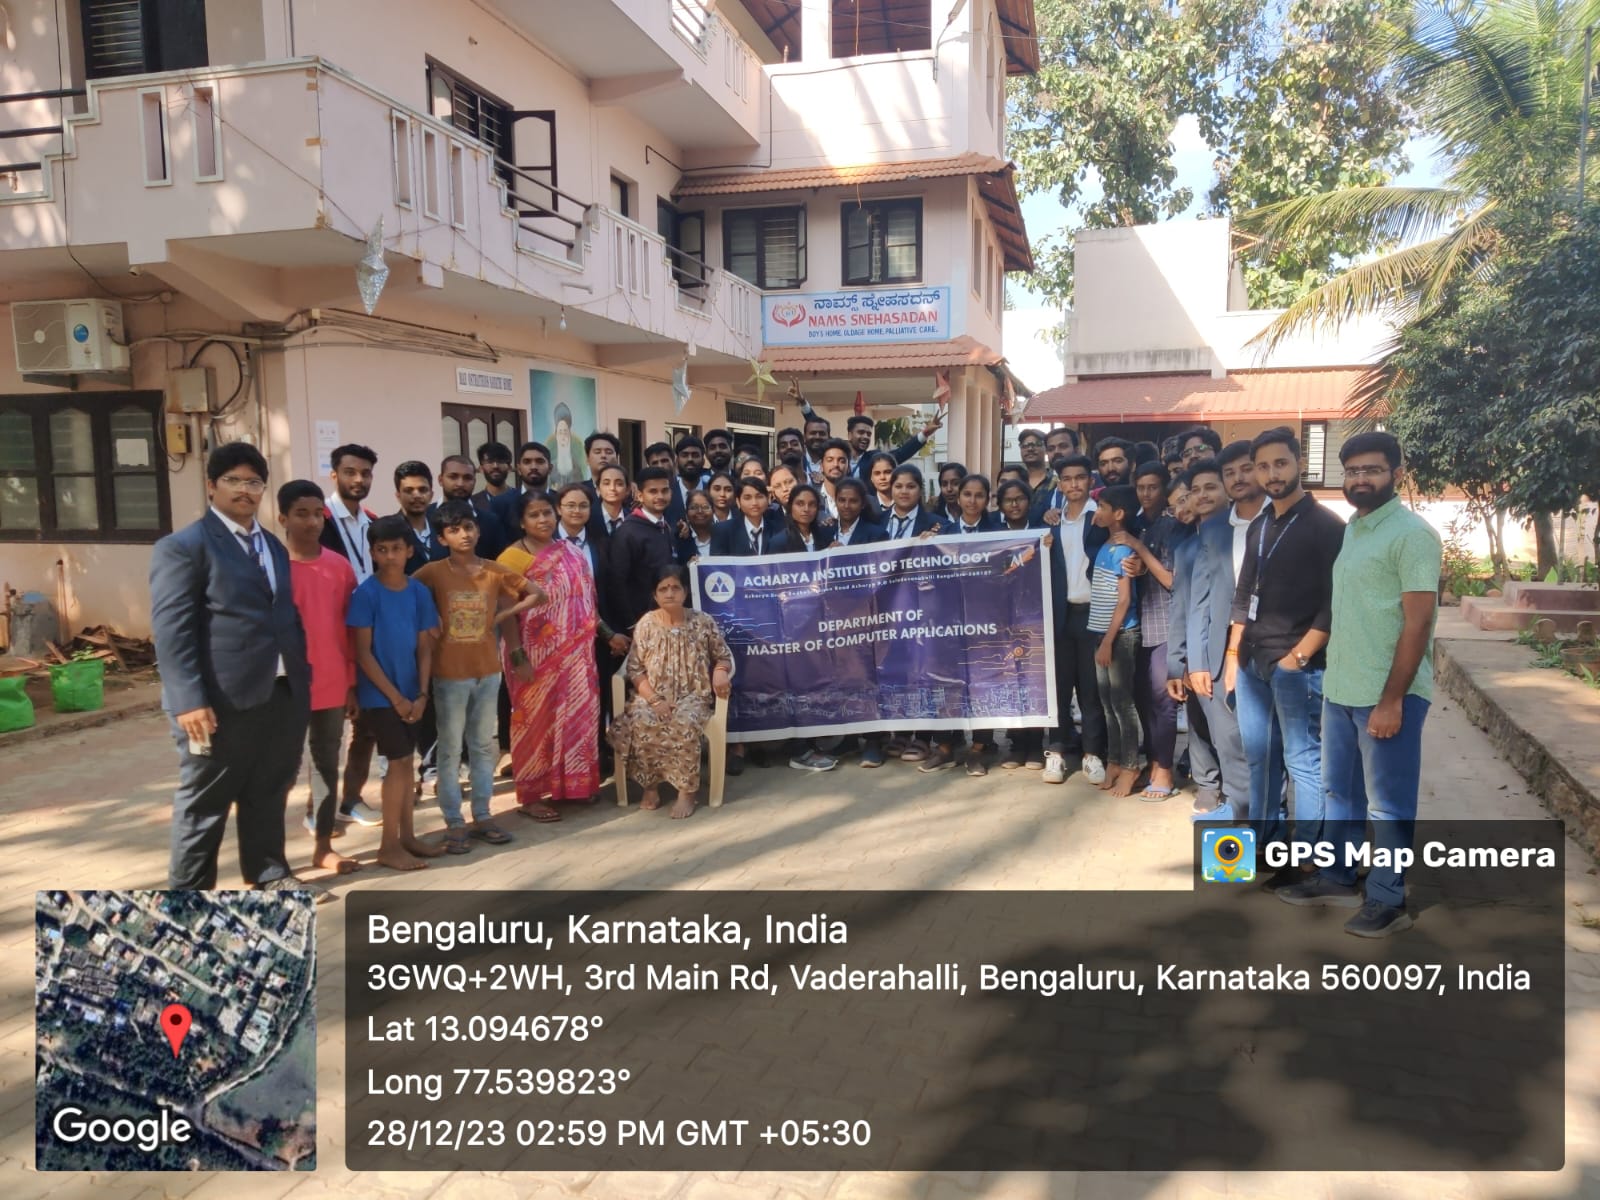 ನಾಮ್ಸ್ ಸ್ನೇಹಸದನ್
NAMS SNEHASADAN
BOYS HOME, OLDAGE HOME, PALLIATIVE CARE.
ACHARYA INSTITUTE OF TECHNOLOGY
DEPARTMENT OF
MASTER OF COMPUTER APPLICATIONS
GPS Map Camera
Bengaluru, Karnataka, India
3GWQ+2WH, 3rd Main Rd, Vaderahalli, Bengaluru, Karnataka 560097, India
Lat 13.094678°
Long 77.539823°
28/12/23 02:59 PM GMT +05:30
Google